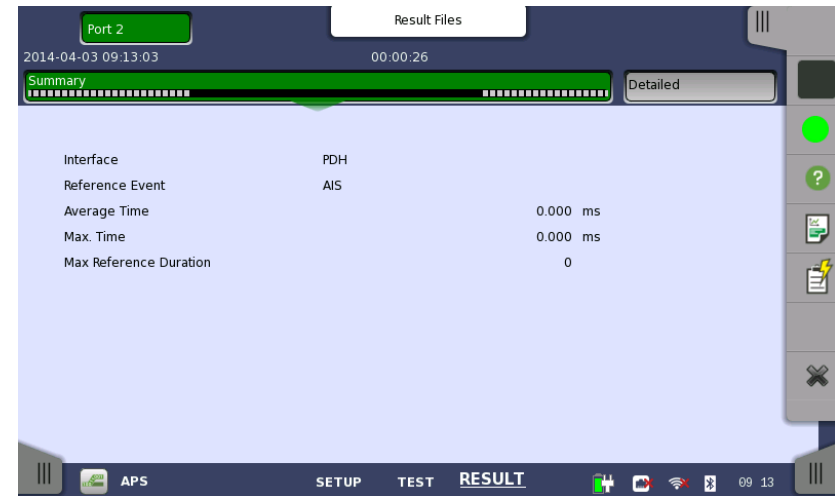 Port 2
Result Files
2014-04-03 09:13:03 00:00:26
Summary
Detailed
Interface PDH
Reference Event AIS
Average Time 0.000 ms
Max. Time 0.000 ms
Max Reference Duration 0
APS SETUP TEST RESULT 09 13